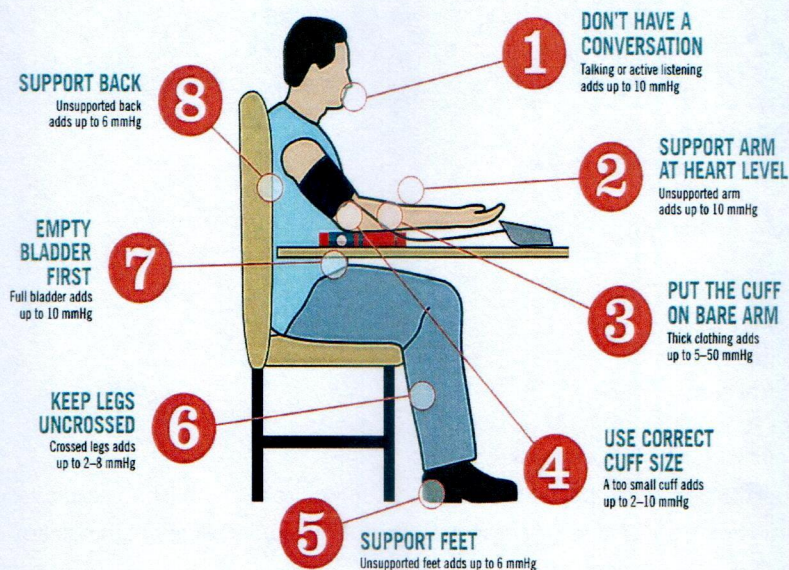 1
DON'T HAVE A
CONVERSATION
Talking or active listening
adds up to 10 mmHg
2
SUPPORT ARM
AT HEART LEVEL
Unsupported arm
adds up to 10 mmHg
3
PUT THE CUFF
ON BARE ARM
Thick clothing adds
up to 5–50 mmHg
4
USE CORRECT
CUFF SIZE
A too small cuff adds
up to 2–10 mmHg
5
SUPPORT FEET
Unsupported feet adds up to 6 mmHg
6
KEEP LEGS
UNCROSSED
Crossed legs adds
up to 2–8 mmHg
7
EMPTY
BLADDER
FIRST
Full bladder adds
up to 10 mmHg
8
SUPPORT BACK
Unsupported back
adds up to 6 mmHg